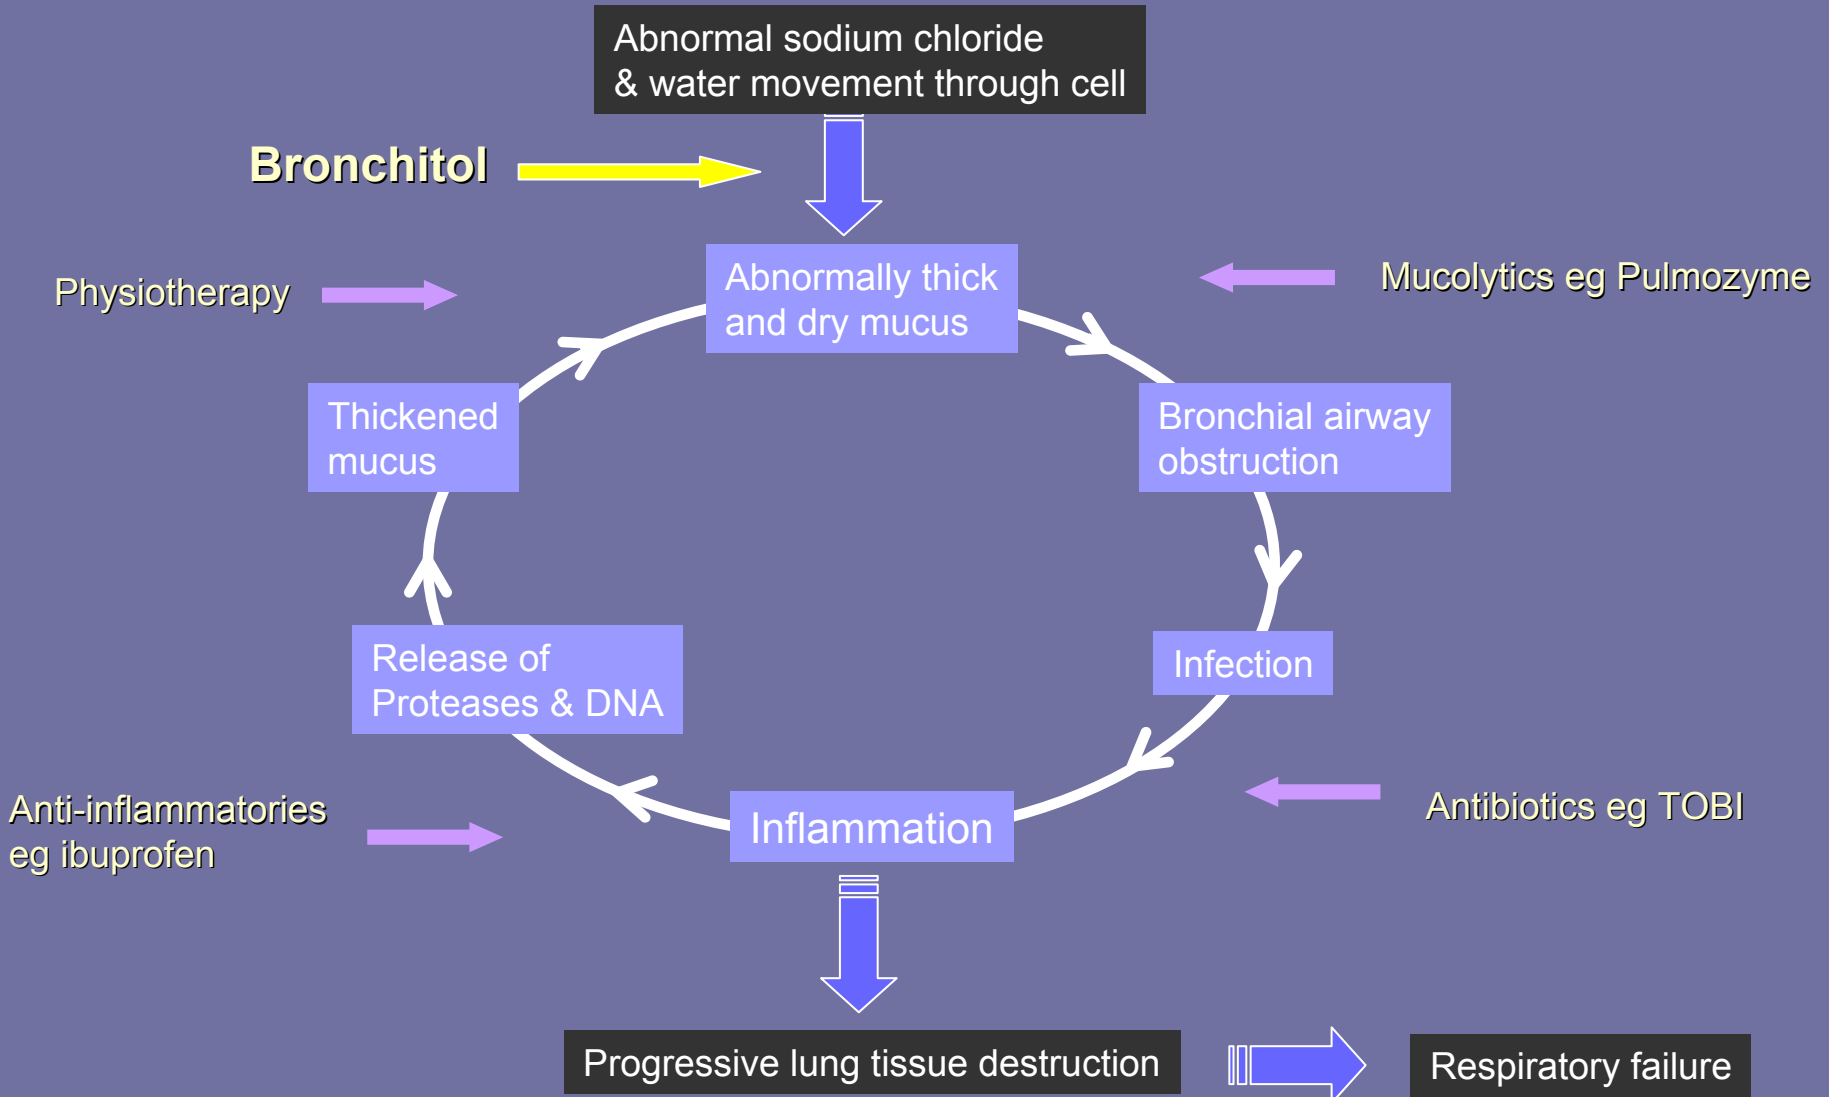 Abnormal sodium chloride
& water movement through cell
Bronchitol
Physiotherapy
Abnormally thick
and dry mucus
Mucolytics eg Pulmozyme
Thickened
mucus
Bronchial airway
obstruction
Release of
Proteases & DNA
Infection
Anti-inflammatories
eg ibuprofen
Inflammation
Antibiotics eg TOBI
Progressive lung tissue destruction
Respiratory failure